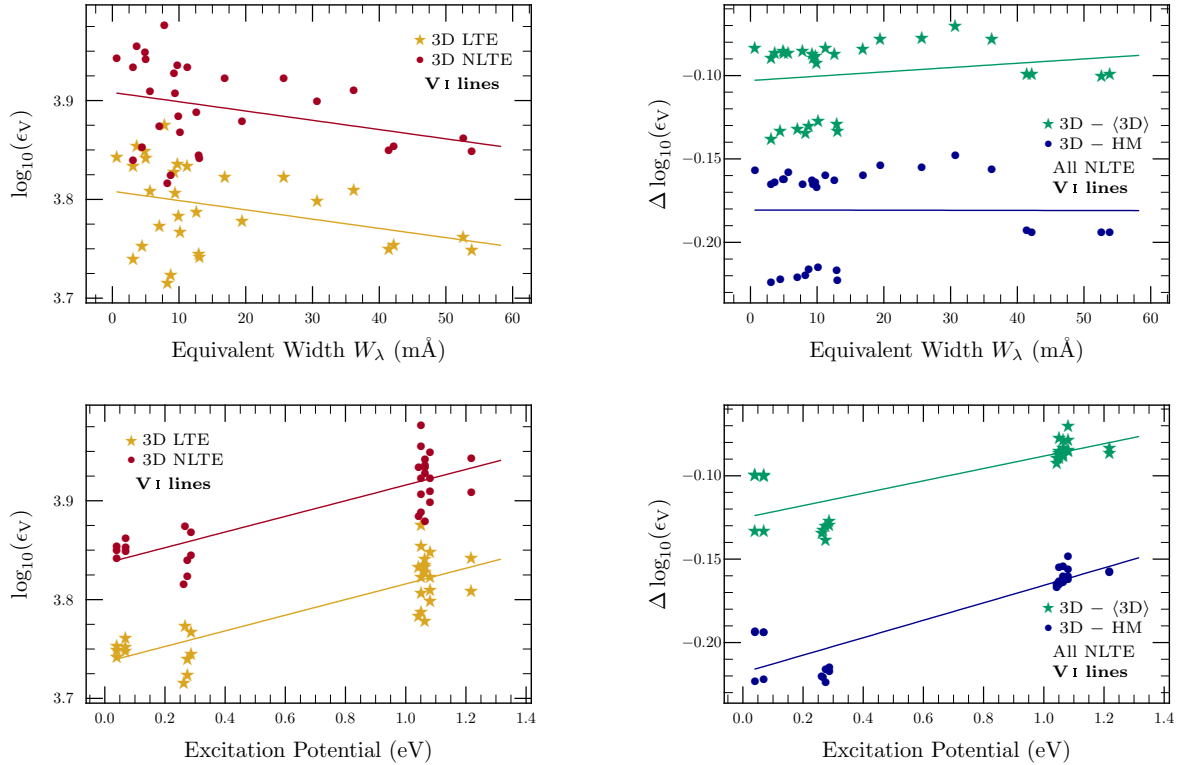 log₁₀(ϵV)
3.9
3.8
3.7
3D LTE
3D NLTE
V I lines
0 10 20 30 40 50 60
Equivalent Width Wλ (mÅ)
Δ log₁₀(ϵV)
−0.10
−0.15
−0.20
3D − ⟨3D⟩
3D − HM
All NLTE
V I lines
0 10 20 30 40 50 60
Equivalent Width Wλ (mÅ)
log₁₀(ϵV)
3.9
3.8
3.7
3D LTE
3D NLTE
V I lines
0.0 0.2 0.4 0.6 0.8 1.0 1.2 1.4
Excitation Potential (eV)
Δ log₁₀(ϵV)
−0.10
−0.15
−0.20
3D − ⟨3D⟩
3D − HM
All NLTE
V I lines
0.0 0.2 0.4 0.6 0.8 1.0 1.2 1.4
Excitation Potential (eV)